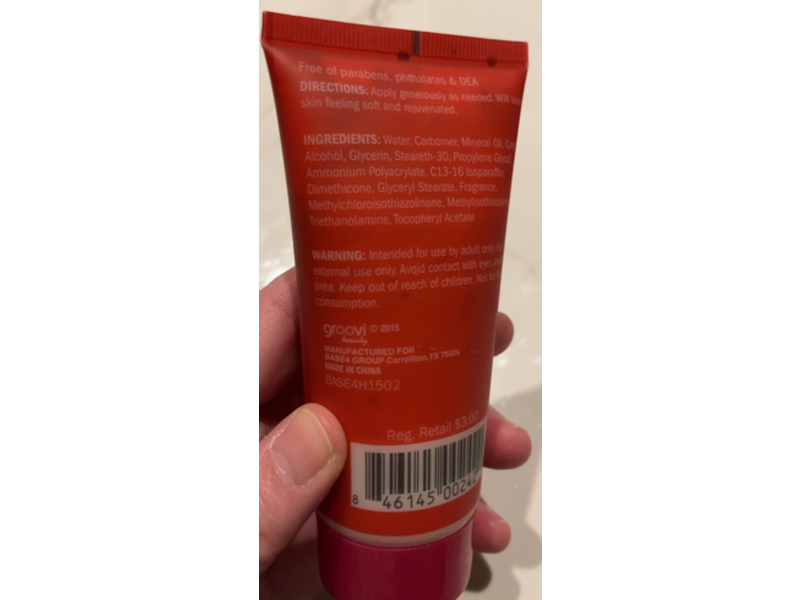 Free of parabens, phthalates & DEA
DIRECTIONS: Apply generously as needed. Will
skin feeling soft and rejuvenated.
INGREDIENTS: Water, Carbomer, Mineral Oil,
Alcohol, Glycerin, Steareth-30, Propylene Glycol
Ammonium Polyacrylate, C13-16 Isoparaffin,
Dimethicone, Glyceryl Stearate, Fragrance,
Methylchloroisothiazolinone,
Triethanolamine, Tocopheryl Acetate
WARNING: Intended for use by adult only.
external use only. Avoid contact with eyes
area. Keep out of reach of children. Not
consumption.
groovi © 2015
beauty
MANUFACTURED FOR
BASE4 GROUP Carrollton, TX 75006
MADE IN CHINA
BASE4H1502
Reg. Retail $3.00
8 46145 0024